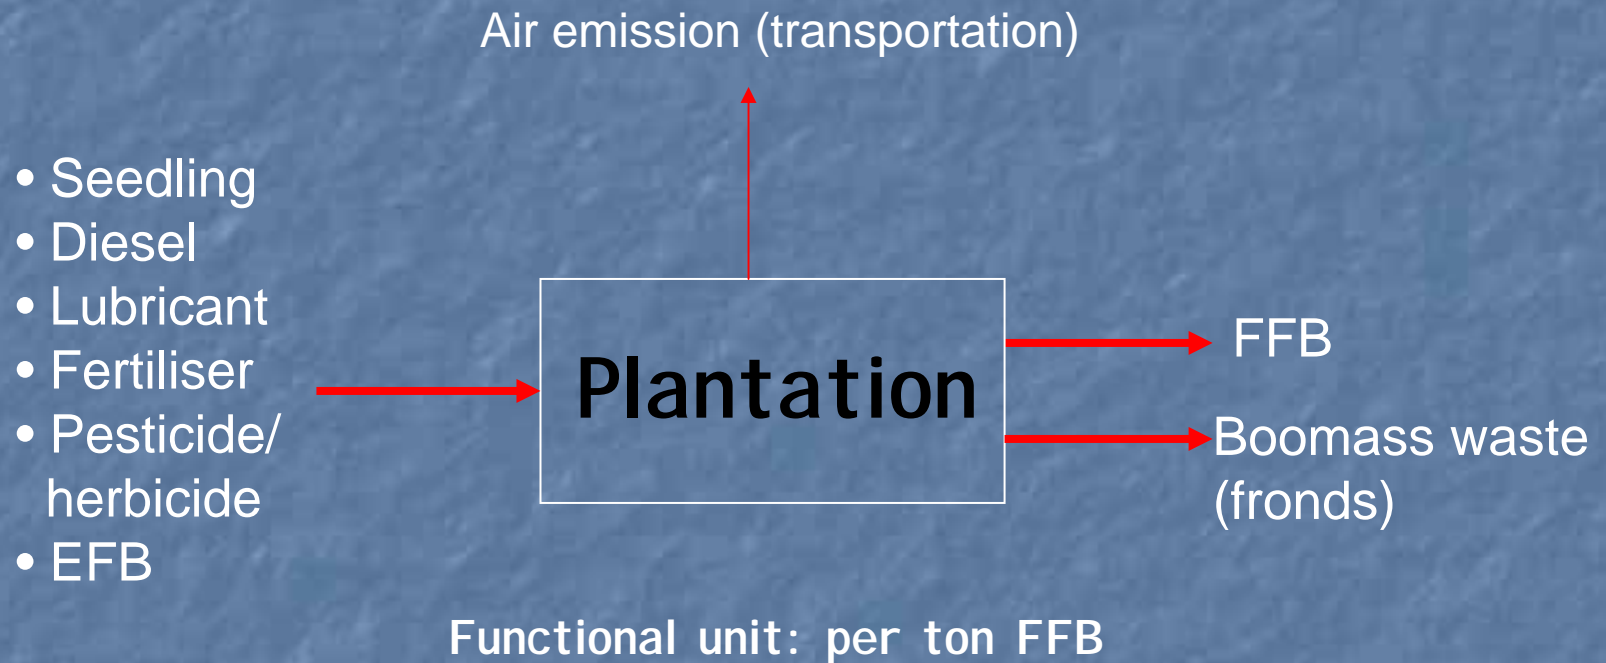 Air emission (transportation)
• Seedling
• Diesel
• Lubricant
• Fertiliser
• Pesticide/
herbicide
• EFB
Plantation
FFB
Boomass waste
(fronds)
Functional unit: per ton FFB